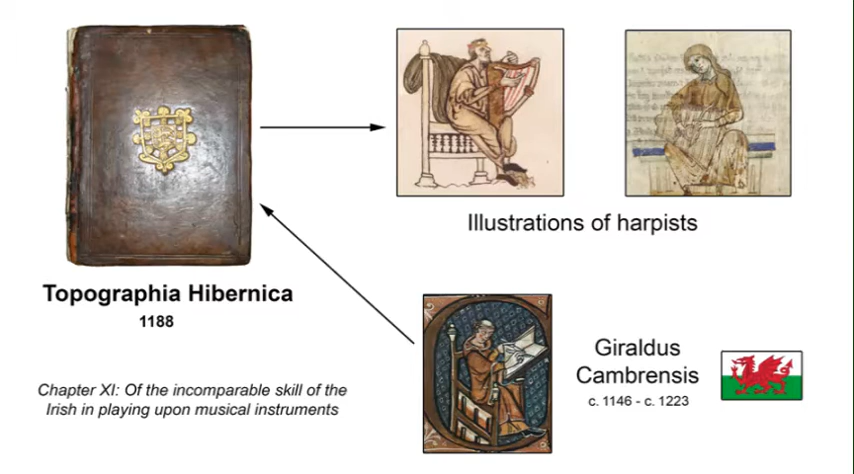 Illustrations of harpists
Topographia Hibernica
1188
Chapter XI: Of the incomparable skill of the
Irish in playing upon musical instruments
Giraldus
Cambrensis
c. 1146 - c. 1223